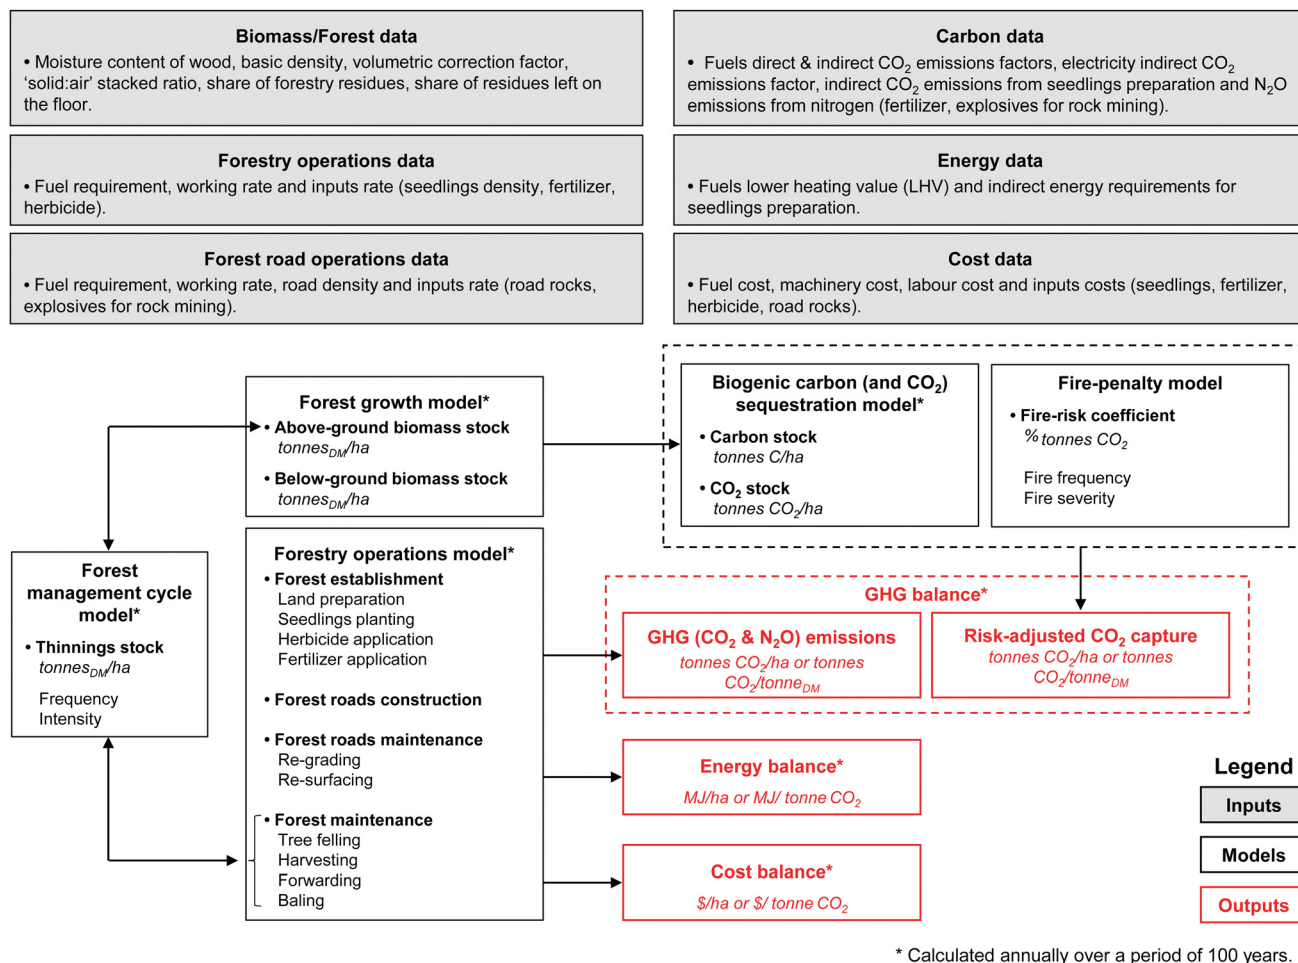 Biomass/Forest data
• Moisture content of wood, basic density, volumetric correction factor,
‘solid:air’ stacked ratio, share of forestry residues, share of residues left on
the floor.
Carbon data
• Fuels direct & indirect CO₂ emissions factors, electricity indirect CO₂
emissions factor, indirect CO₂ emissions from seedlings preparation and N₂O
emissions from nitrogen (fertilizer, explosives for rock mining).
Forestry operations data
• Fuel requirement, working rate and inputs rate (seedlings density, fertilizer,
herbicide).
Energy data
• Fuels lower heating value (LHV) and indirect energy requirements for
seedlings preparation.
Forest road operations data
• Fuel requirement, working rate, road density and inputs rate (road rocks,
explosives for rock mining).
Cost data
• Fuel cost, machinery cost, labour cost and inputs costs (seedlings, fertilizer,
herbicide, road rocks).
Forest growth model*
• Above-ground biomass stock
tonnesDM/ha
• Below-ground biomass stock
tonnesDM/ha
Biogenic carbon (and CO₂)
sequestration model*
• Carbon stock
tonnes C/ha
• CO₂ stock
tonnes CO₂/ha
Fire-penalty model
• Fire-risk coefficient
% tonnes CO₂
Fire frequency
Fire severity
Forest
management cycle
model*
• Thinnings stock
tonnesDM/ha
Frequency
Intensity
Forestry operations model*
• Forest establishment
Land preparation
Seedlings planting
Herbicide application
Fertilizer application
• Forest roads construction
• Forest roads maintenance
Re-grading
Re-surfacing
• Forest maintenance
Tree felling
Harvesting
Forwarding
Baling
GHG balance*
GHG (CO₂ & N₂O) emissions
tonnes CO₂/ha or tonnes
CO₂/tonneDM
Risk-adjusted CO₂ capture
tonnes CO₂/ha or tonnes
CO₂/tonneDM
Energy balance*
MJ/ha or MJ/ tonne CO₂
Cost balance*
$/ha or $/ tonne CO₂
Legend
Inputs
Models
Outputs
* Calculated annually over a period of 100 years.